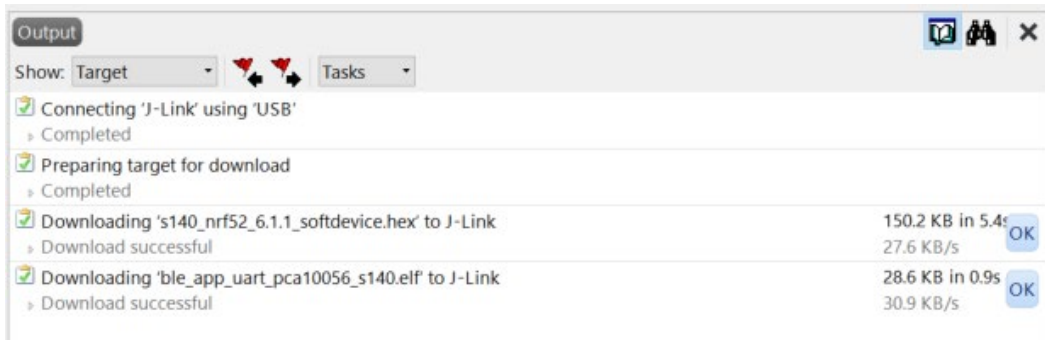 Output
Show: Target Tasks
Connecting 'J-Link' using 'USB'
Completed
Preparing target for download
Completed
Downloading 's140_nrf52_6.1.1_softdevice.hex' to J-Link 150.2 KB in 5.4s OK
Download successful 27.6 KB/s
Downloading 'ble_app_uart_pca10056_s140.elf' to J-Link 28.6 KB in 0.9s OK
Download successful 30.9 KB/s